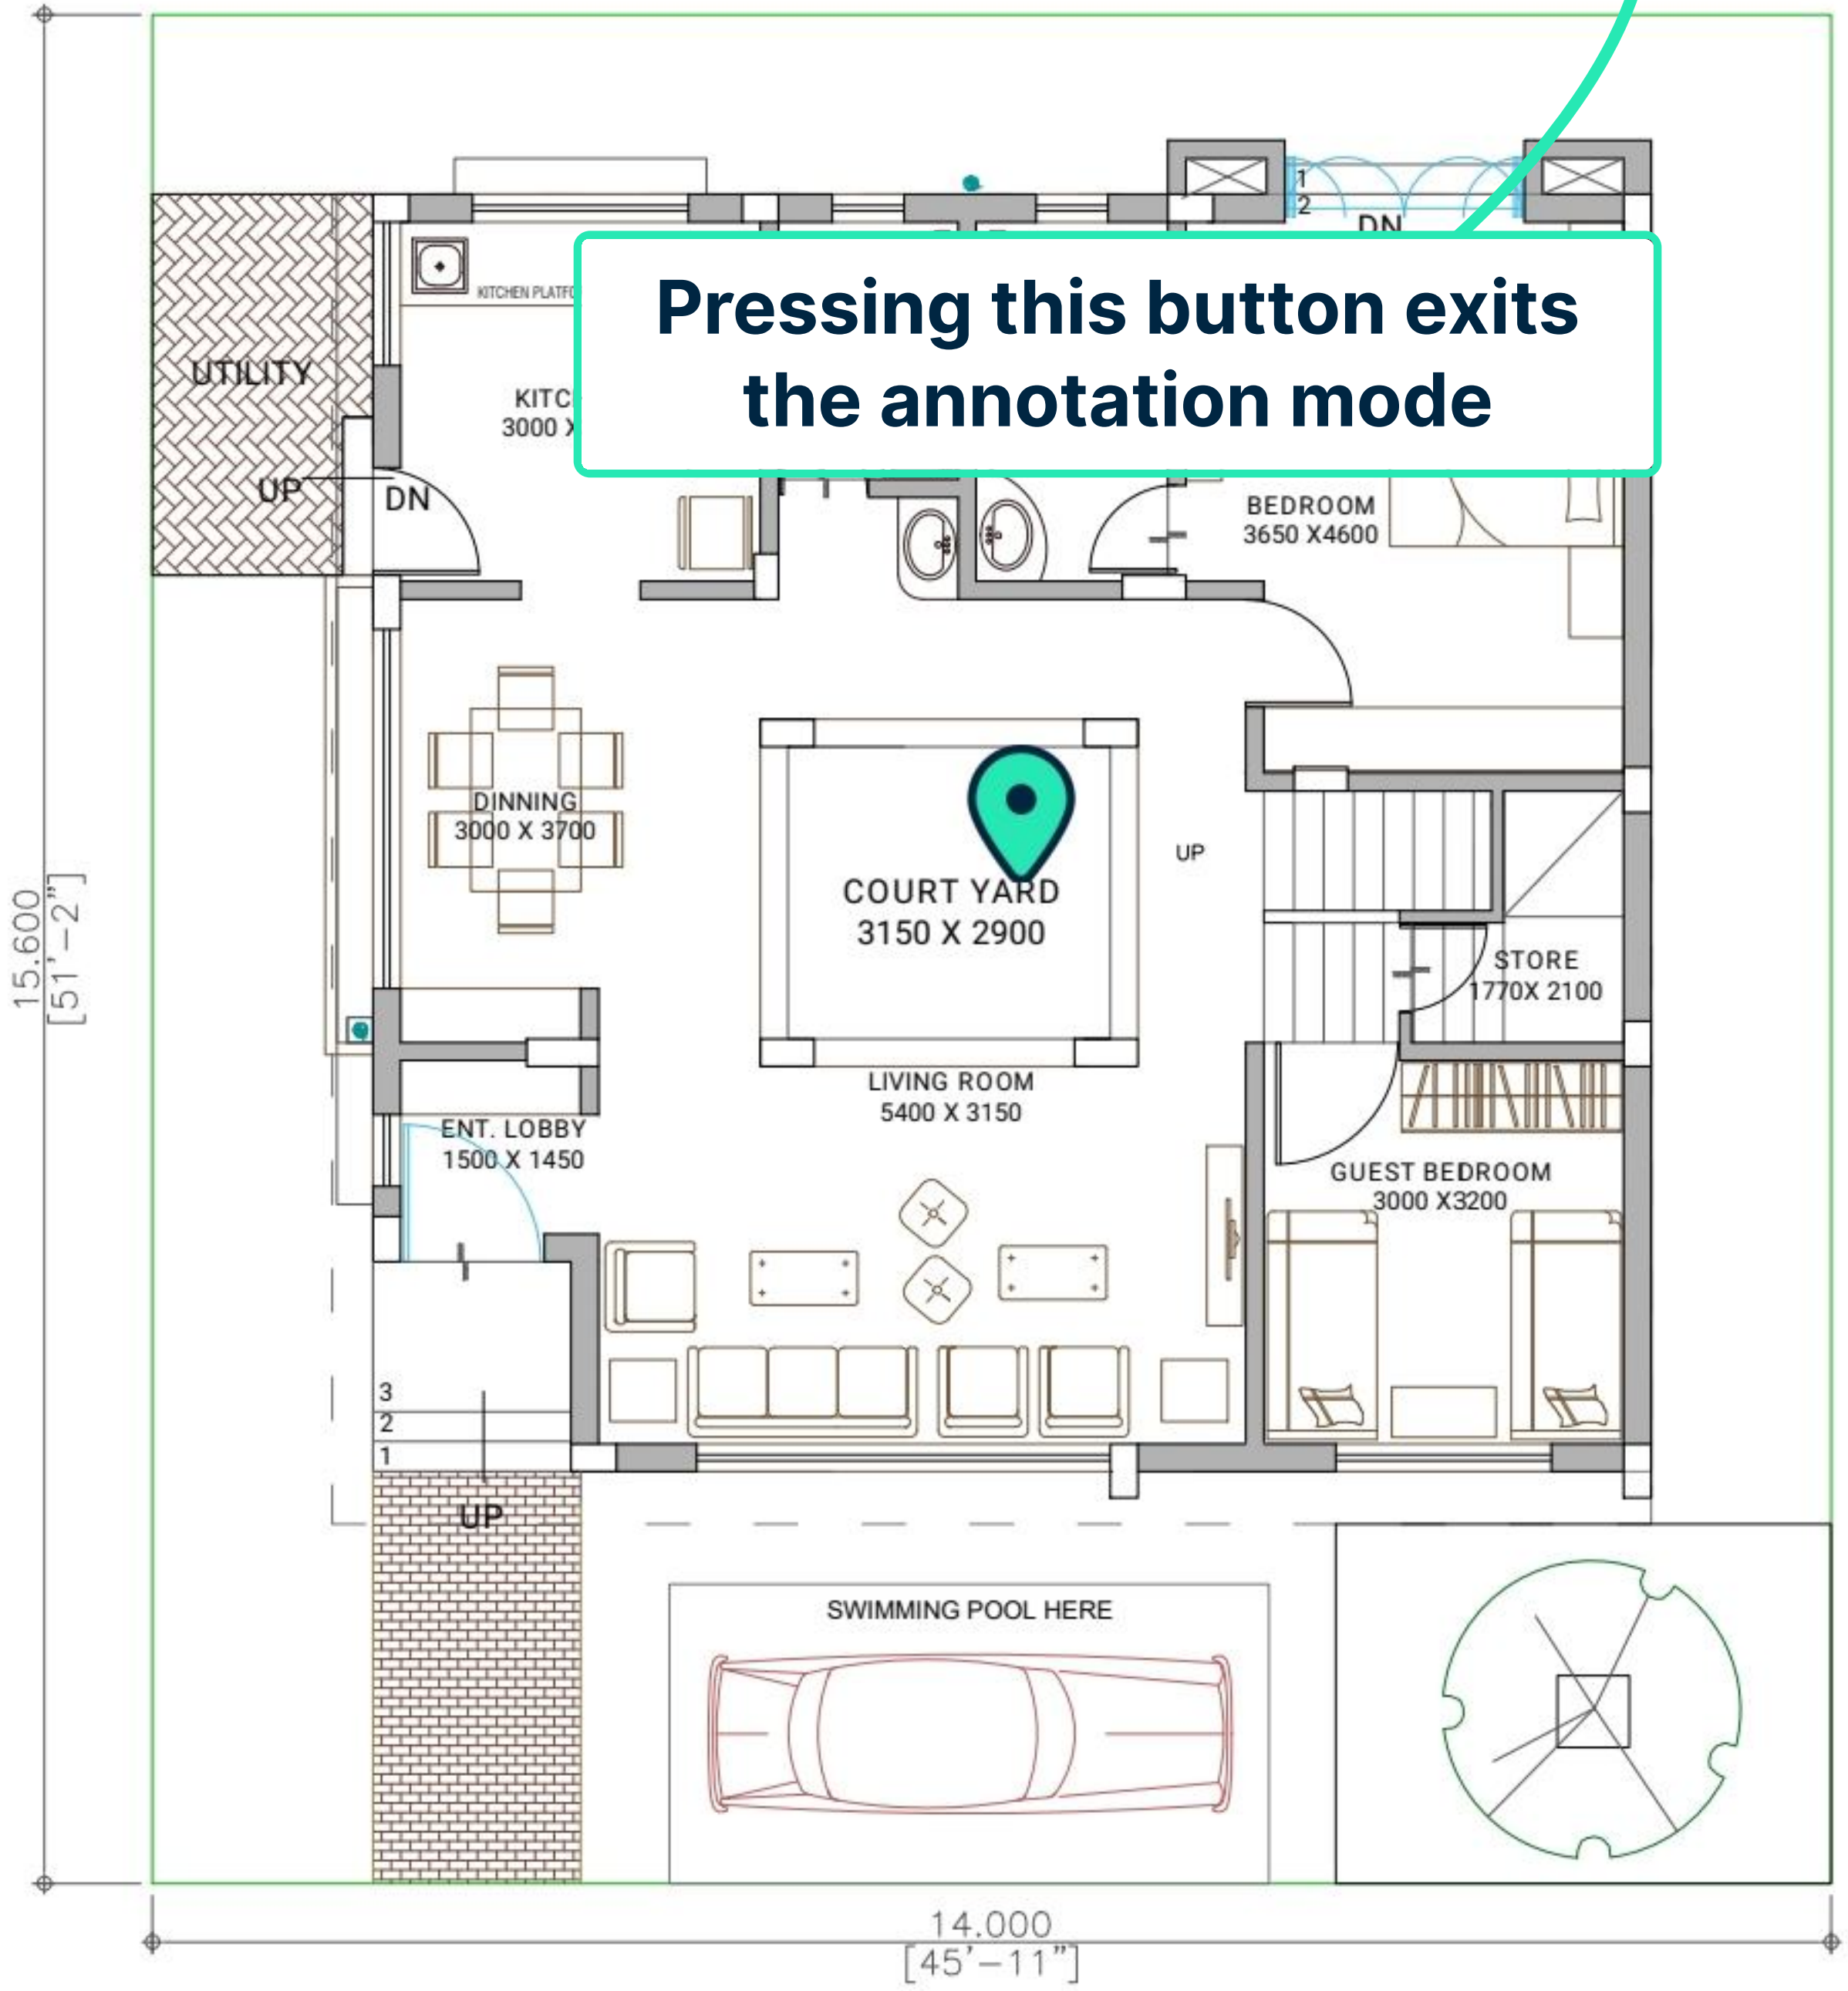 1
2
DN
Pressing this button exits
the annotation mode
KITCHEN
UTILITY
3000 X
UP
DN
BEDROOM
3650 X4600
DINNING
3000 X 3700
UP
COURT YARD
3150 X 2900
15.600
[51'-2"]
STORE
1770X 2100
LIVING ROOM
5400 X 3150
ENT. LOBBY
1500 X 1450
GUEST BEDROOM
3000 X3200
3
2
1
UP
SWIMMING POOL HERE
14.000
[45'-11"]